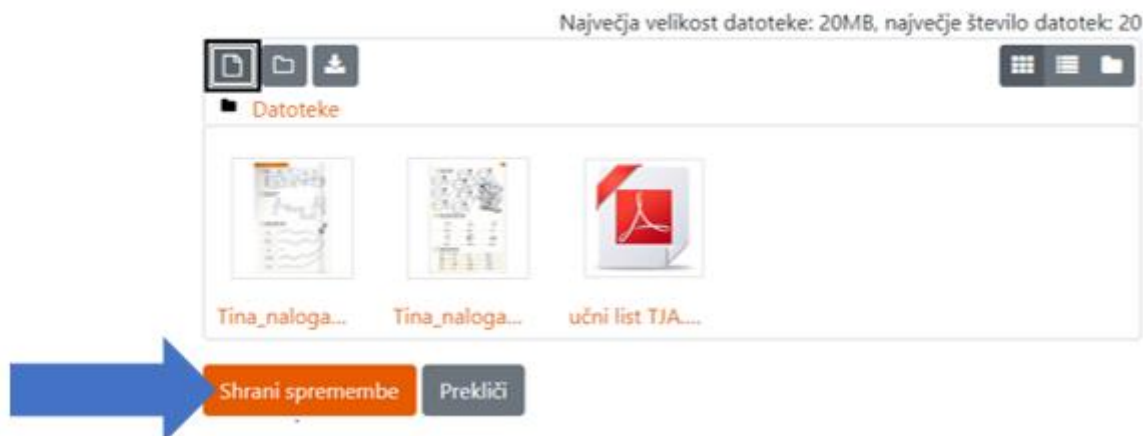 Največja velikost datoteke: 20MB, največje število datotek: 20
Datoteke
Tina_naloga... Tina_naloga... učni list TJA....
Shrani spremembe Prekliči